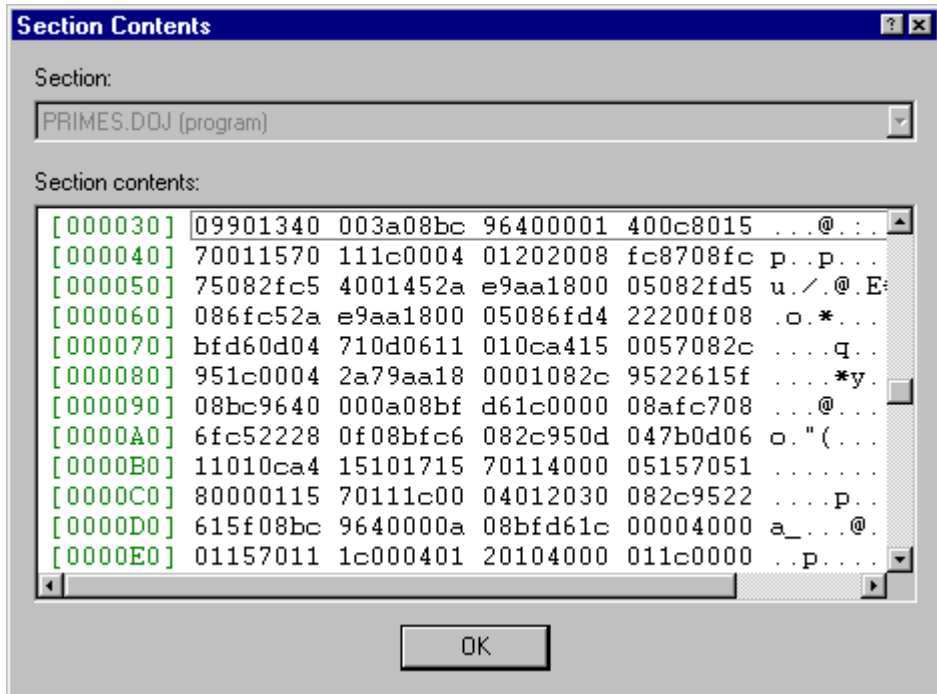 Section Contents
Section:
PRIMES.DOJ (program)
Section contents:
[000030] 09901340 003a08bc 96400001 400c8015 ...@.:.
[000040] 70011570 111c0004 01202008 fc8708fc p..p...
[000050] 75082fc5 4001452a e9aa1800 05082fd5 u./.@.E
[000060] 086fc52a e9aa1800 05086fd4 22200f08 .o.*...
[000070] bfd60d04 710d0611 010ca415 0057082c ....q..
[000080] 951c0004 2a79aa18 0001082c 9522615f ....*y.
[000090] 08bc9640 000a08bf d61c0000 08afc708 ...@...
[0000A0] 6fc52228 0f08bfc6 082c950d 047b0d06 o."(...
[0000B0] 11010ca4 15101715 70114000 05157051 .......
[0000C0] 80000115 70111c00 04012030 082c9522 ....p..
[0000D0] 615f08bc 9640000a 08bfd61c 00004000 a_...@.
[0000E0] 01157011 1c000401 20104000 011c0000 ..p....
OK